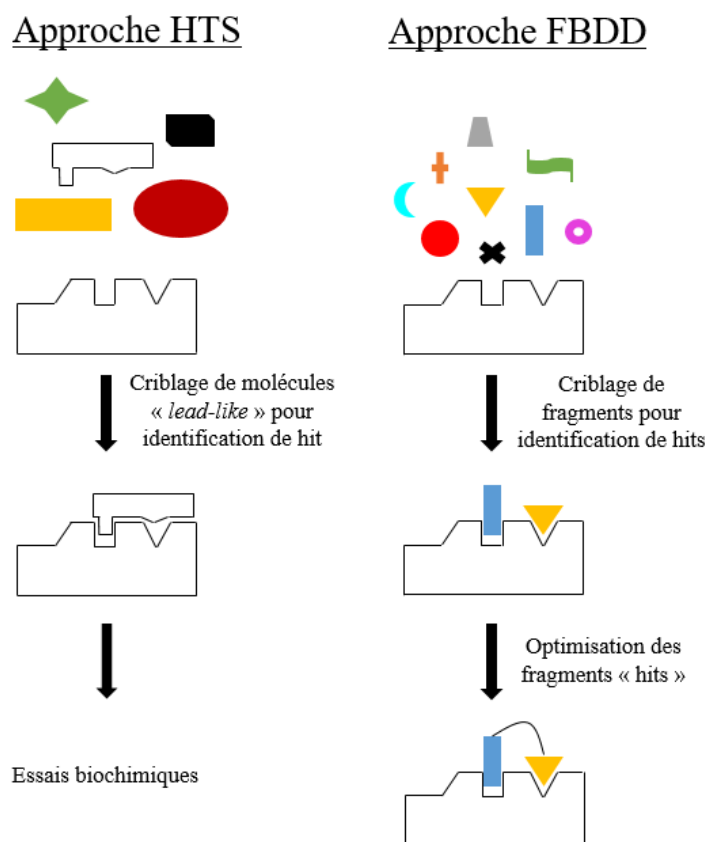 Approche HTS
Approche FBDD
Criblage de molécules
« lead-like » pour
identification de hit
Criblage de
fragments pour
identification de hits
Optimisation des
fragments « hits »
Essais biochimiques